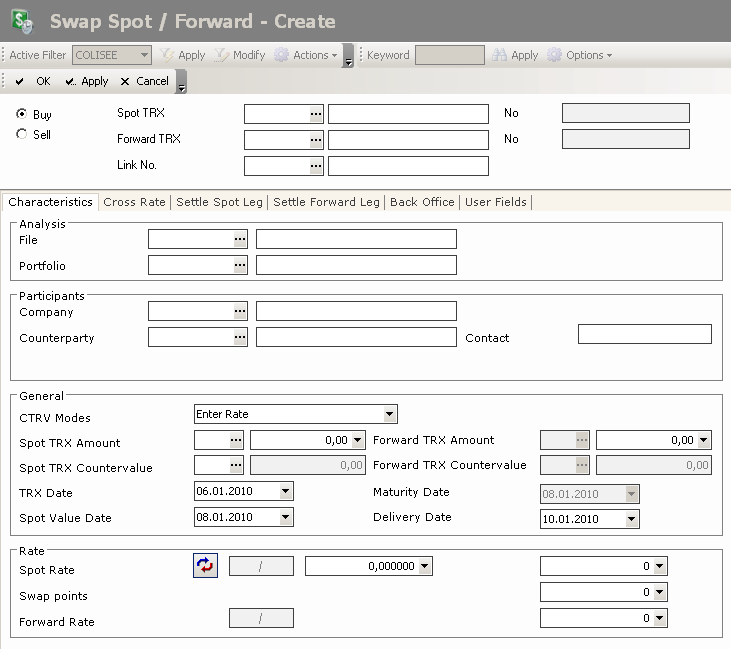 Swap Spot / Forward - Create
Active Filter COLISEE Apply Modify Actions Keyword Apply Options
OK Apply Cancel
Buy Spot TRX ... No
Sell Forward TRX ... No
Link No. ...
Characteristics Cross Rate Settle Spot Leg Settle Forward Leg Back Office User Fields
Analysis
File ...
Portfolio ...
Participants
Company ...
Counterparty ... Contact
General
CTRV Modes Enter Rate
Spot TRX Amount ... 0,00 Forward TRX Amount ... 0,00
Spot TRX Countervalue ... 0,00 Forward TRX Countervalue ... 0,00
TRX Date 06.01.2010 Maturity Date 08.01.2010
Spot Value Date 08.01.2010 Delivery Date 10.01.2010
Rate
Spot Rate / 0,000000 0
Swap points 0
Forward Rate / 0